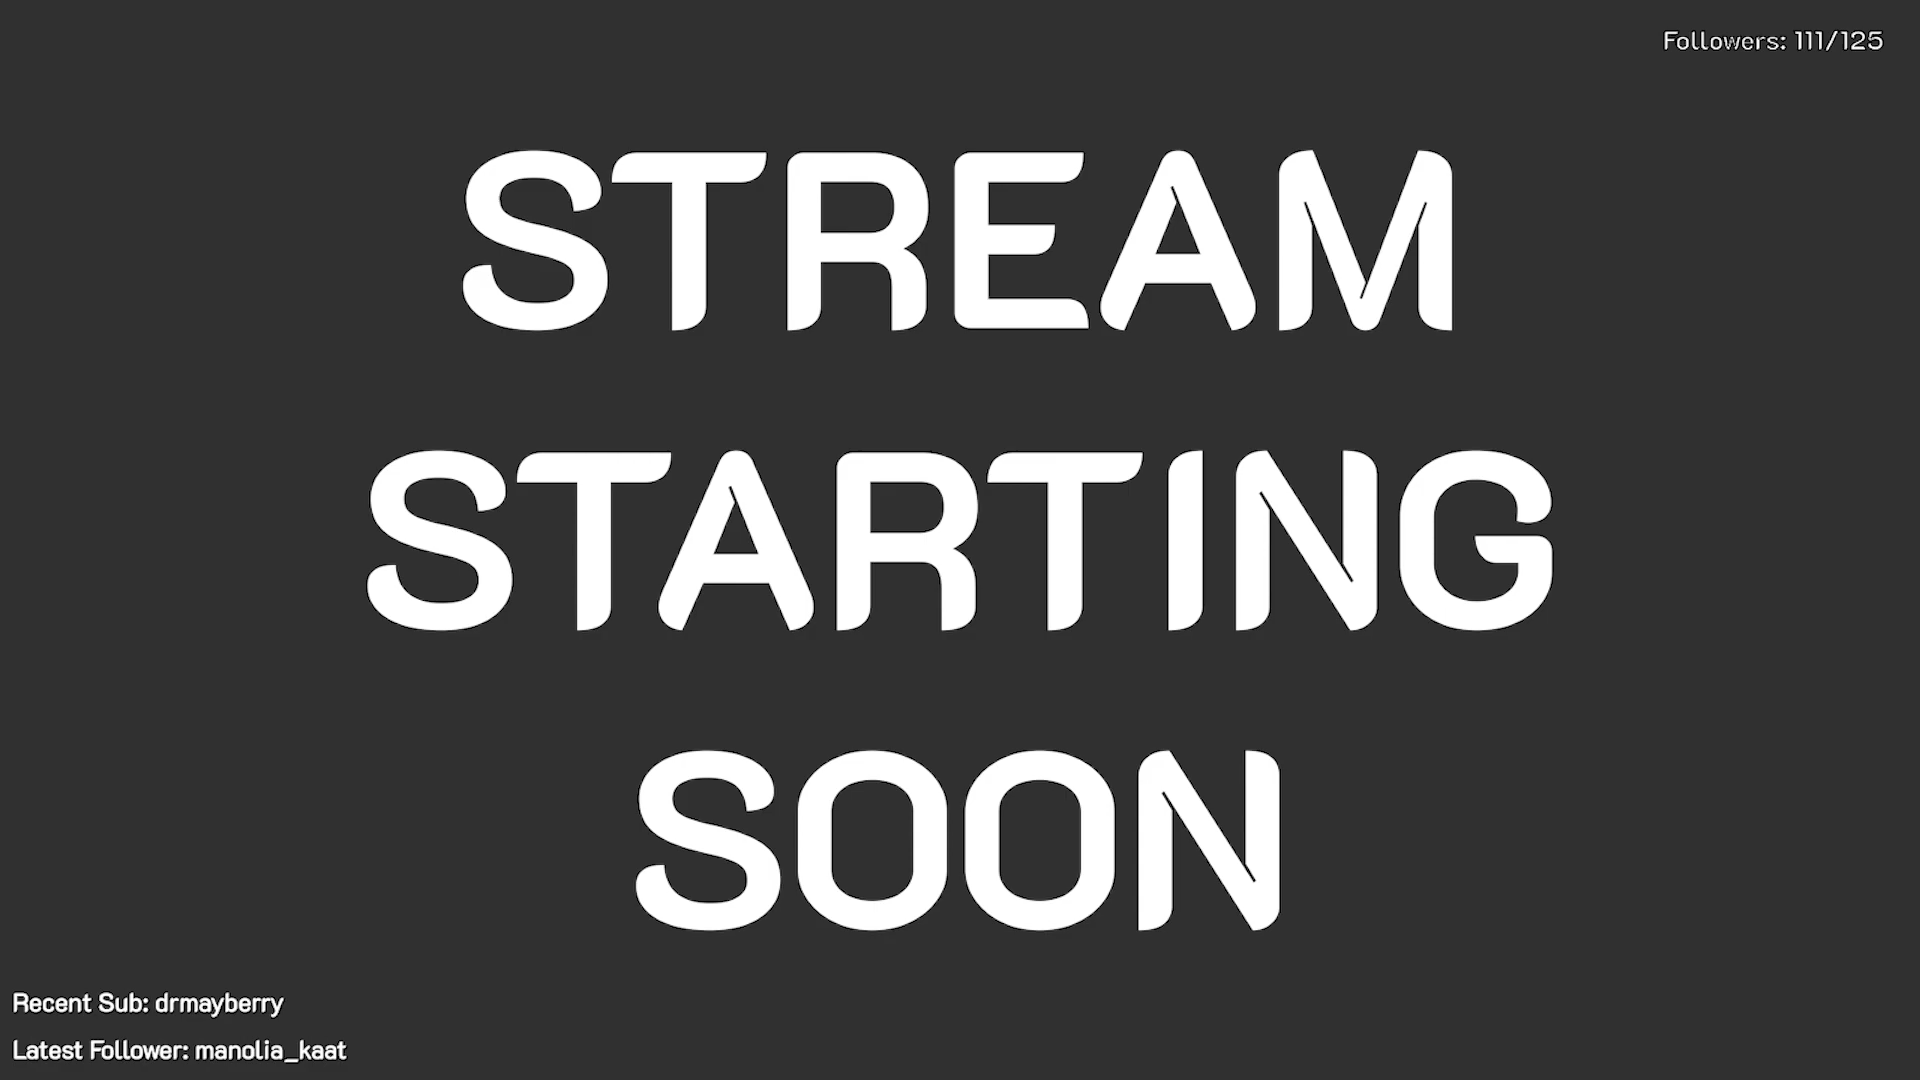 Followers: 111/125
STREAM
STARTING
SOON
Recent Sub: drmayberry
Latest Follower: manolia_kaat